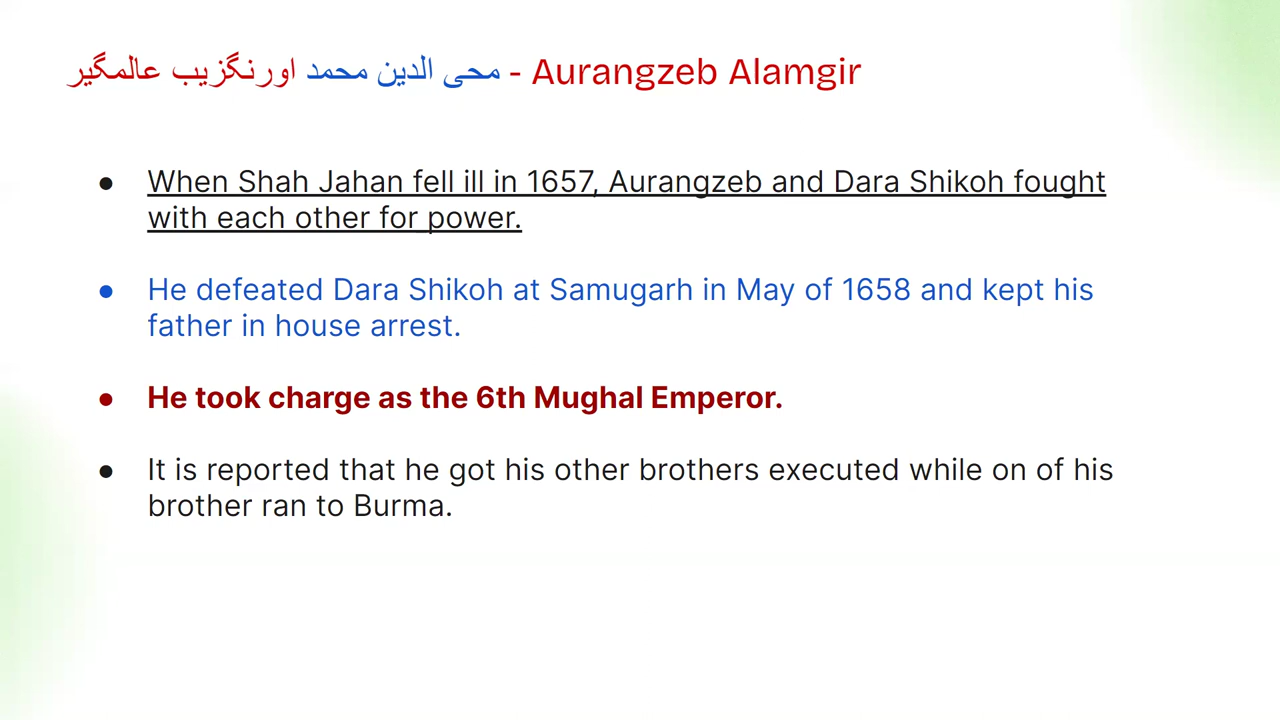 محی الدین محمد اورنگزیب عالمگیر - Aurangzeb Alamgir
● When Shah Jahan fell ill in 1657, Aurangzeb and Dara Shikoh fought
with each other for power.
● He defeated Dara Shikoh at Samugarh in May of 1658 and kept his
father in house arrest.
● He took charge as the 6th Mughal Emperor.
● It is reported that he got his other brothers executed while on of his
brother ran to Burma.